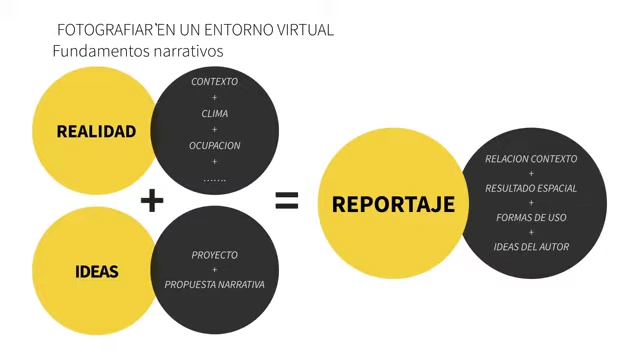 FOTOGRAFIAR EN UN ENTORNO VIRTUAL
Fundamentos narrativos
REALIDAD
CONTEXTO
+
CLIMA
+
OCUPACION
+
.......
+
IDEAS
PROYECTO
+
PROPUESTA NARRATIVA
=
REPORTAJE
RELACION CONTEXTO
+
RESULTADO ESPACIAL
+
FORMAS DE USO
+
IDEAS DEL AUTOR